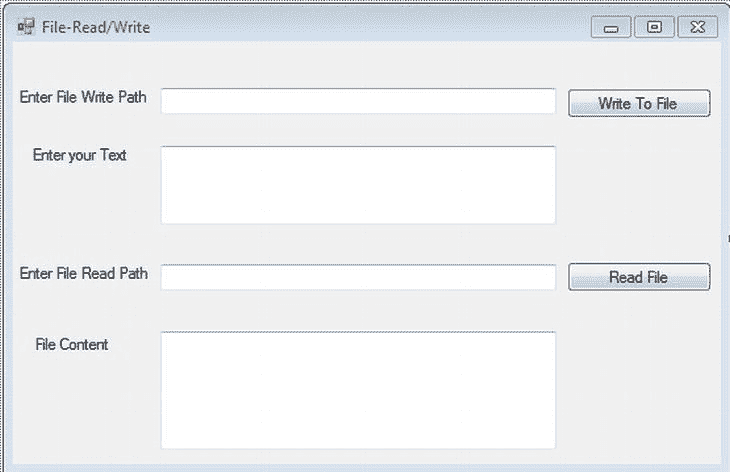 File-Read/Write
Enter File Write Path
Write To File
Enter your Text
Enter File Read Path
Read File
File Content